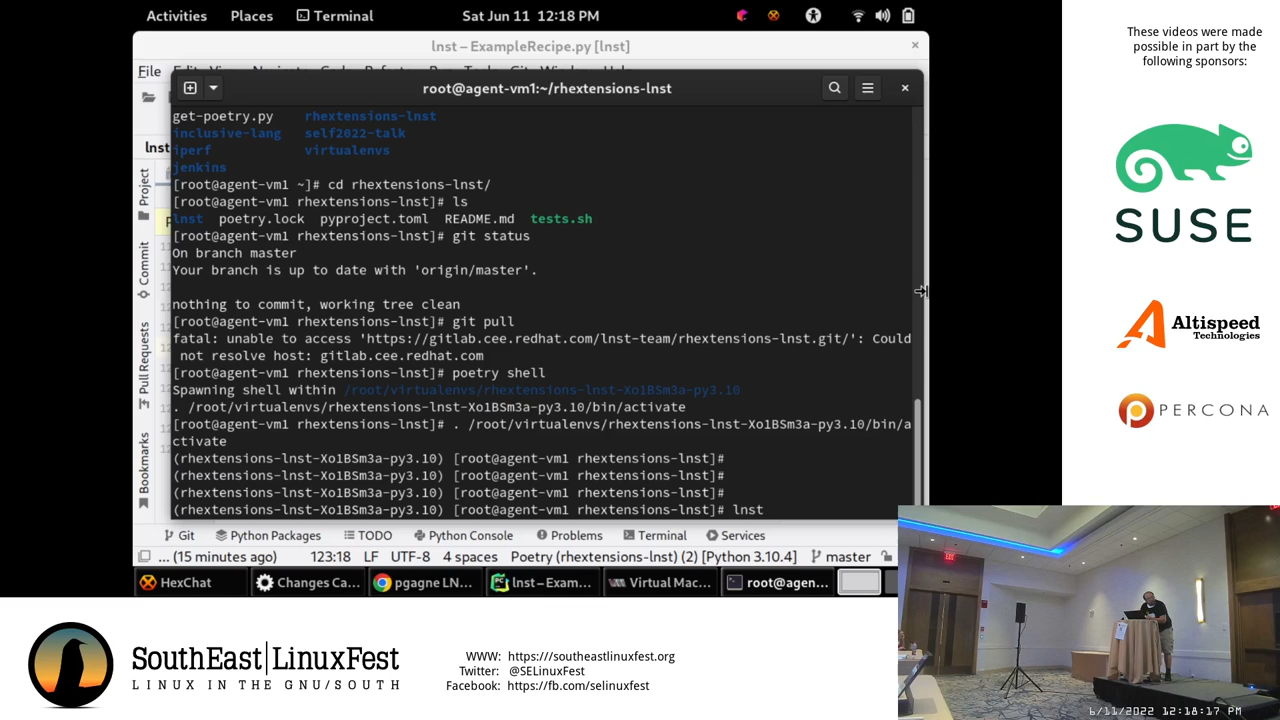 Activities Places Terminal Sat Jun 11 12:18 PM
lnst – ExampleRecipe.py [lnst]
File
root@agent-vm1:~/rhextensions-lnst
get-poetry.py rhextensions-lnst
inclusive-lang self2022-talk
iperf virtualenvs
jenkins
[root@agent-vm1 ~]# cd rhextensions-lnst/
[root@agent-vm1 rhextensions-lnst]# ls
lnst poetry.lock pyproject.toml README.md tests.sh
[root@agent-vm1 rhextensions-lnst]# git status
On branch master
Your branch is up to date with 'origin/master'.
nothing to commit, working tree clean
[root@agent-vm1 rhextensions-lnst]# git pull
fatal: unable to access 'https://gitlab.cee.redhat.com/lnst-team/rhextensions-lnst.git/': Could
not resolve host: gitlab.cee.redhat.com
[root@agent-vm1 rhextensions-lnst]# poetry shell
Spawning shell within /root/virtualenvs/rhextensions-lnst-Xo1BSm3a-py3.10
. /root/virtualenvs/rhextensions-lnst-Xo1BSm3a-py3.10/bin/activate
[root@agent-vm1 rhextensions-lnst]# . /root/virtualenvs/rhextensions-lnst-Xo1BSm3a-py3.10/bin/a
ctivate
(rhextensions-lnst-Xo1BSm3a-py3.10) [root@agent-vm1 rhextensions-lnst]#
(rhextensions-lnst-Xo1BSm3a-py3.10) [root@agent-vm1 rhextensions-lnst]#
(rhextensions-lnst-Xo1BSm3a-py3.10) [root@agent-vm1 rhextensions-lnst]#
(rhextensions-lnst-Xo1BSm3a-py3.10) [root@agent-vm1 rhextensions-lnst]# lnst
lnst
Project
Commit
Pull Requests
Bookmarks
Git Python Packages TODO Python Console Problems Terminal Services
... (15 minutes ago) 123:18 LF UTF-8 4 spaces Poetry (rhextensions-lnst) (2) [Python 3.10.4] master
HexChat Changes Ca... pgagne LN... lnst – Exam... Virtual Mac... root@agen...
These videos were made
possible in part by the
following sponsors:
SUSE
Altispeed
Technologies
PERCONA
SouthEast LinuxFest
LINUX IN THE GNU/SOUTH
WWW: https:///southeastlinuxfest.org
Twitter: @SELinuxFest
Facebook: https://fb.com/selinuxfest
6/11/2022 12:18:17 PM